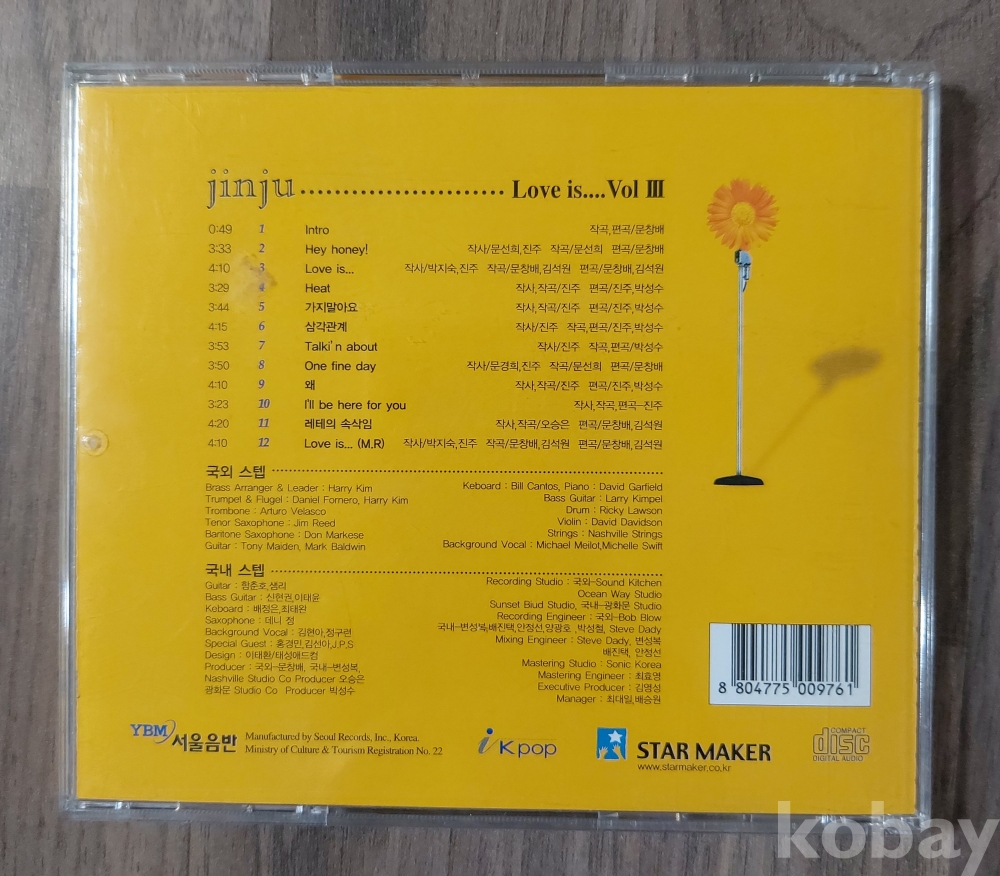 jinju........................ Love is....Vol III
0:49 1 Intro 작곡,편곡/문창배
3:33 2 Hey honey! 작사/문선희,진주 작곡/문선희 편곡/문창배
4:10 3 Love is... 작사/박지숙,진주 작곡/문창배,김석원 편곡/문창배,김석원
3:29 4 Heat 작사,작곡/진주 편곡/진주,박성수
3:44 5 가지말아요 작사,작곡/진주 편곡/진주,박성수
4:15 6 삼각관계 작사/진주 작곡,편곡/진주,박성수
3:53 7 Talki'n about 작사/진주 작곡,편곡/박성수
3:50 8 One fine day 작사/문경희,진주 작곡/문선희 편곡/문창배
4:10 9 왜 작사,작곡/진주 편곡/진주,박성수
3:23 10 I'll be here for you 작사,작곡,편곡-진주
4:20 11 레테의 속삭임 작사,작곡/오승은 편곡/문창배,김석원
4:10 12 Love is... (M.R) 작사/박지숙,진주 작곡/문창배,김석원 편곡/문창배,김석원
국외 스텝
Brass Arranger & Leader : Harry Kim
Trumpet & Flugel : Daniel Fornero, Harry Kim
Trombone : Arturo Velasco
Tenor Saxophone : Jim Reed
Baritone Saxophone : Don Markese
Guitar : Tony Maiden, Mark Baldwin
Keboard : Bill Cantos, Piano : David Garfield
Bass Guitar : Larry Kimpel
Drum : Ricky Lawson
Violin : David Davidson
Strings : Nashville Strings
Background Vocal : Michael Meilot,Michelle Swift
국내 스텝
Guitar : 함춘호,샘리
Bass Guitar : 신현권,이태윤
Keboard : 배정은,최태완
Saxophone : 데니 정
Background Vocal : 김현아,정구련
Special Guest : 홍경민,김선아,J.P,S
Design : 이태환/태성애드컴
Producer : 국외-문창배, 국내-변성복,
Nashville Studio Co Producer 오승은
광화문 Studio Co Producer 박성수
Recording Studio : 국외-Sound Kitchen
Ocean Way Studio
Sunset Biud Studio, 국내-광화문 Studio
Recording Engineer : 국외-Bob Blow
국내-변성복,배진택,안정선,양광호 ,박성철, Steve Dady
Mixing Engineer : Steve Dady, 변성복
배진택, 안정선
Mastering Studio : Sonic Korea
Mastering Engineer : 최효영
Executive Producer : 김영성
Manager : 최대일,배승원
8 804775 009761
YBM 서울음반
Manufactured by Seoul Records, Inc., Korea.
Ministry of Culture & Tourism Registration No. 22
i K pop
STAR MAKER
www.starmaker.co.kr
COMPACT
disc
DIGITAL AUDIO
kobay